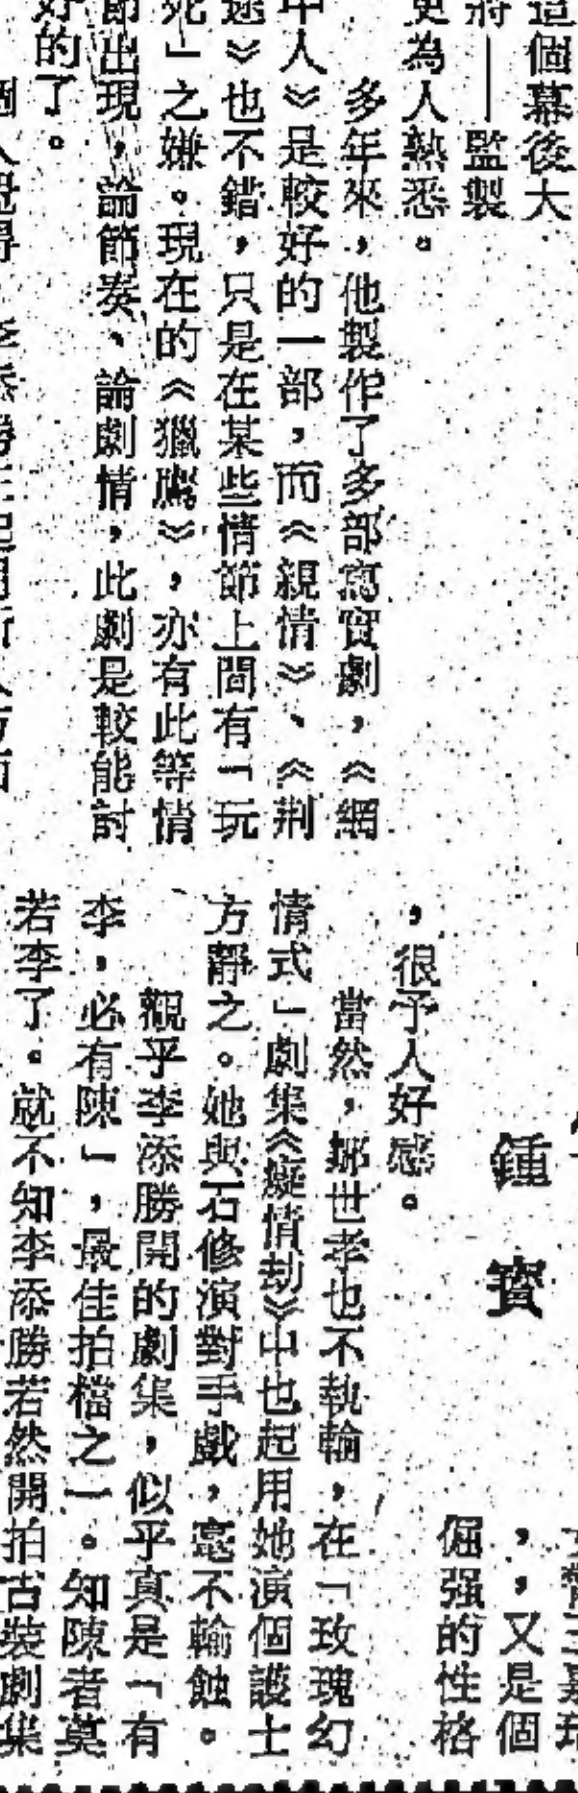 這個幕後大
將——監製
更為人熟悉。
多年來，他製作了多部寫實劇，《網
中人》是較好的一部，而《親情》、《荆
途》也不錯，只是在某些情節上間有「玩
死」之嫌。現在的《獵鷹》，亦有此等情
節出現，論節奏、論劇情，此劇是較能討
好的了。
鍾寶
，又是個
倔强的性格
，很予人好感。
當然，鄧世孝也不執輸，在「玫瑰幻
情式」劇集《癡情劫》中也起用她演個護士
方靜之。她與石修演對手戲，毫不輸蝕。
觀乎李添勝開的劇集，似乎真是「有
李，必有陳」，最佳拍檔之一。知陳者莫
若李了。就不知李添勝若然開拍古裝劇集